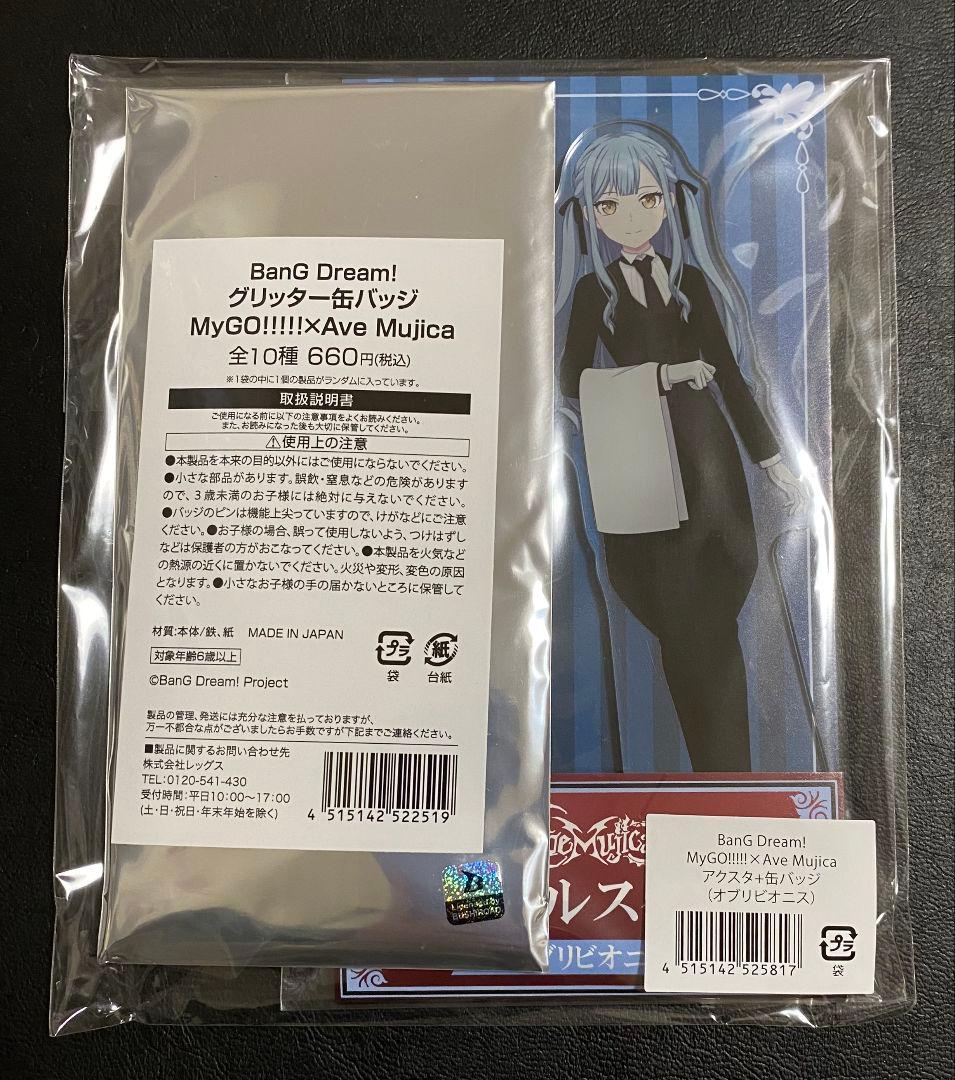 BanG Dream!
グリッター缶バッジ
MyGO!!!!!×Ave Mujica
全10種 660円(税込)
※1袋の中に1個の製品がランダムに入っています。
取扱説明書
ご使用になる前に以下の注意事項をよくお読みください。
また、お読みになった後も大切に保管してください。
⚠使用上の注意
●本製品を本来の目的以外にはご使用にならないでください。
●小さな部品があります。誤飲・窒息などの危険があります
ので、3歳未満のお子様には絶対に与えないでください。
●バッジのピンは機能上尖っていますので、けがなどにご注意
ください。●お子様の場合、誤って使用しないよう、つけはずし
などは保護者の方がおこなってください。●本製品を火気など
の熱源の近くに置かないでください。火災や変形、変色の原因
となります。●小さなお子様の手の届かないところに保管して
ください。
材質:本体/鉄、紙 MADE IN JAPAN
対象年齢6歳以上
©BanG Dream! Project
プラ
袋
紙
台紙
製品の管理、発送には充分な注意を払っておりますが、
万一不都合な点がございましたらお手数ですが下記までご連絡ください。
■製品に関するお問い合わせ先
株式会社レッグス
TEL:0120-541-430
受付時間:平日10:00〜17:00
(土・日・祝日・年末年始を除く)
4 515142 522519
B
Licensed by
BUSHIROAD
eMujica
ルス
ブリビオニ
BanG Dream!
MyGO!!!!!×Ave Mujica
アクスタ+缶バッジ
(オブリビオニス)
4 515142 525817
プラ
袋